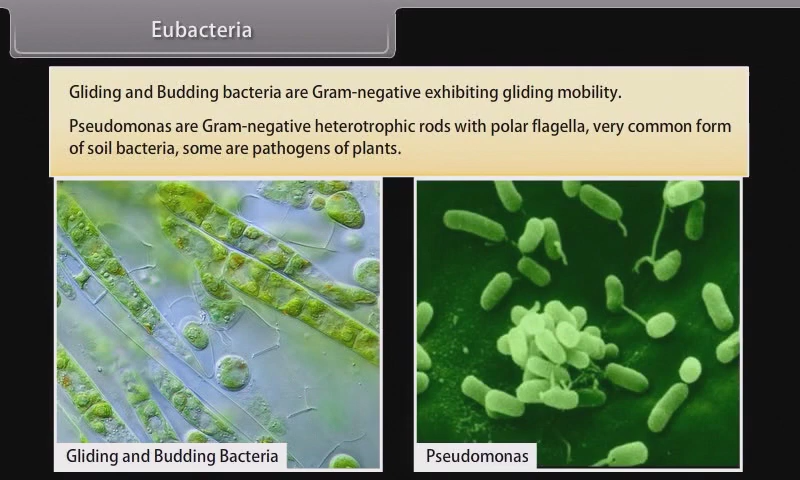 Eubacteria
Gliding and Budding bacteria are Gram-negative exhibiting gliding mobility.
Pseudomonas are Gram-negative heterotrophic rods with polar flagella, very common form
of soil bacteria, some are pathogens of plants.
Gliding and Budding Bacteria
Pseudomonas